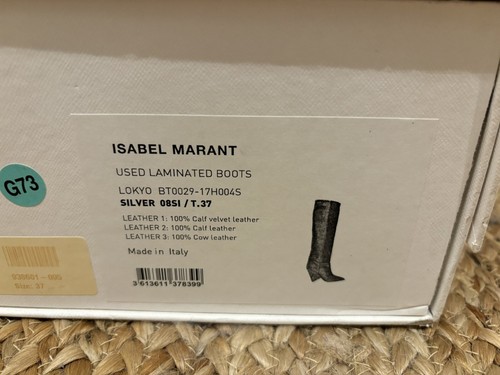 ISABEL MARANT
USED LAMINATED BOOTS
LOKYO BT0029-17H004S
SILVER 08SI / T.37
LEATHER 1: 100% Calf velvet leather
LEATHER 2: 100% Calf leather
LEATHER 3: 100% Cow leather
Made in Italy
3 613611 378399
G73
Size: 37